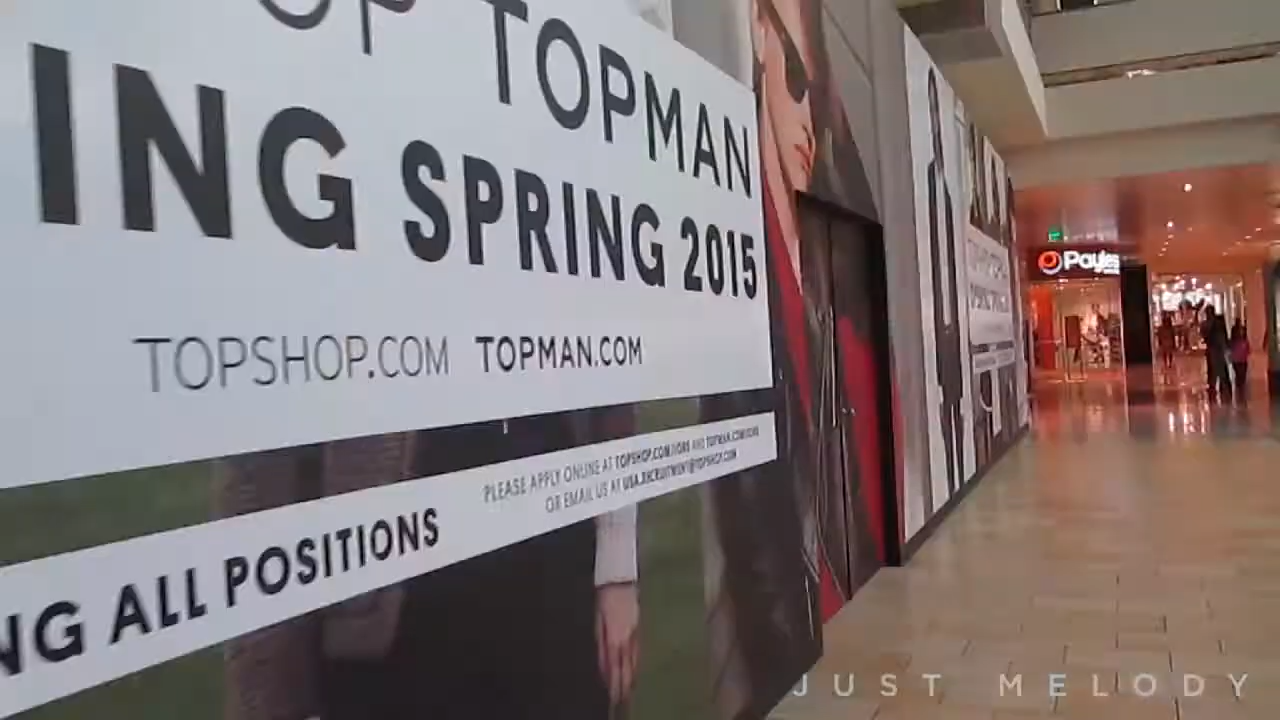 OP TOPMAN
ING SPRING 2015
TOPSHOP.COM TOPMAN.COM
PLEASE APPLY ONLINE AT TOPSHOP.COM/JOBS AND TOPMAN.COM/JOBS
OR EMAIL US AT USA.RECRUITMENT@TOPSHOP.COM
NG ALL POSITIONS
Payless
JUST MELODY